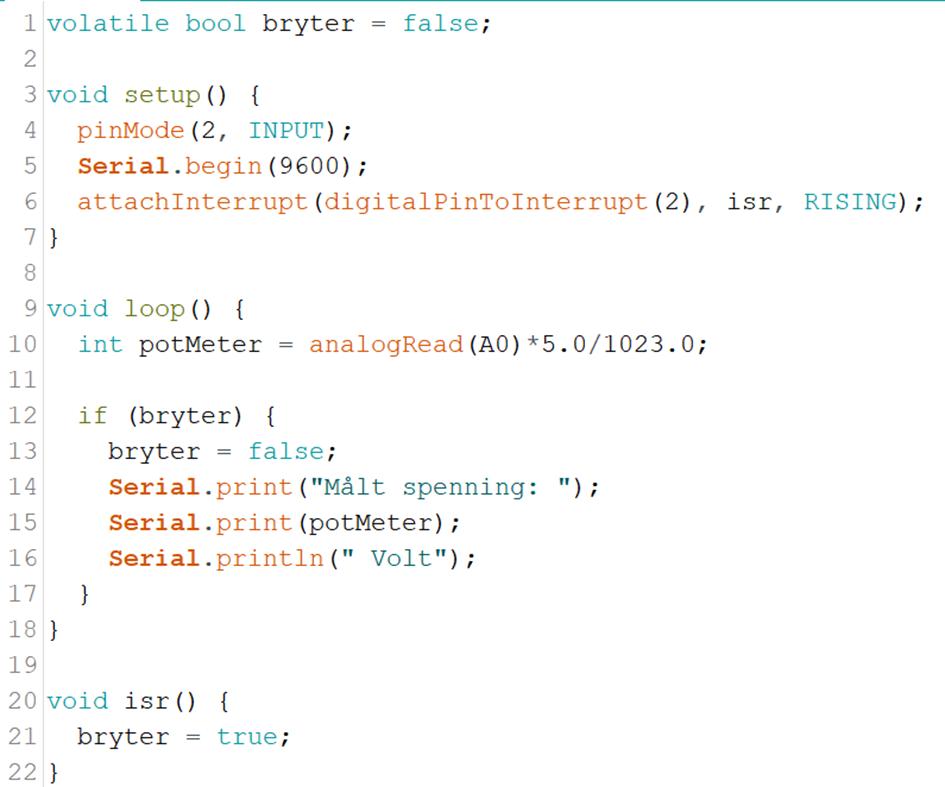 1 volatile bool bryter = false;
2
3 void setup() {
4   pinMode(2, INPUT);
5   Serial.begin(9600);
6   attachInterrupt(digitalPinToInterrupt(2), isr, RISING);
7 }
8
9 void loop() {
10   int potMeter = analogRead(A0)*5.0/1023.0;
11
12   if (bryter) {
13     bryter = false;
14     Serial.print("Målt spenning: ");
15     Serial.print(potMeter);
16     Serial.println(" Volt");
17   }
18 }
19
20 void isr() {
21   bryter = true;
22 }